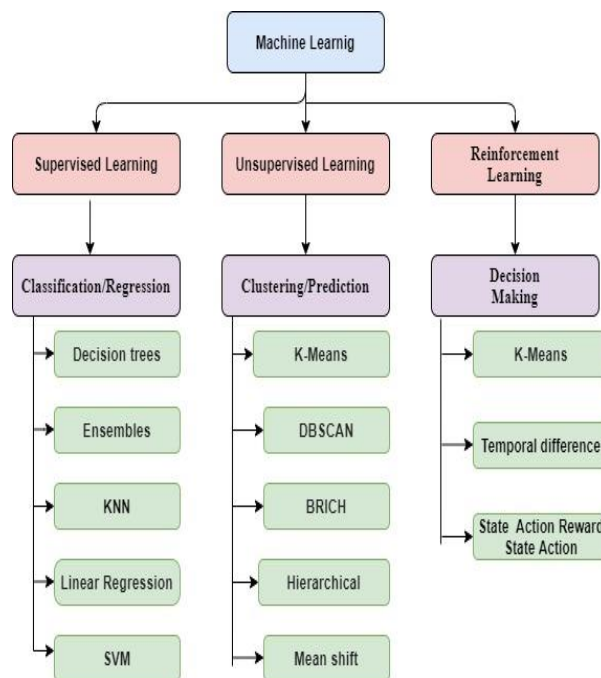 Machine Learnig
Supervised Learning
Unsupervised Learning
Reinforcement
Learning
Classification/Regression
Clustering/Prediction
Decision
Making
Decision trees
K-Means
K-Means
Ensembles
DBSCAN
Temporal difference
KNN
BRICH
State Action Reward
State Action
Linear Regression
Hierarchical
SVM
Mean shift